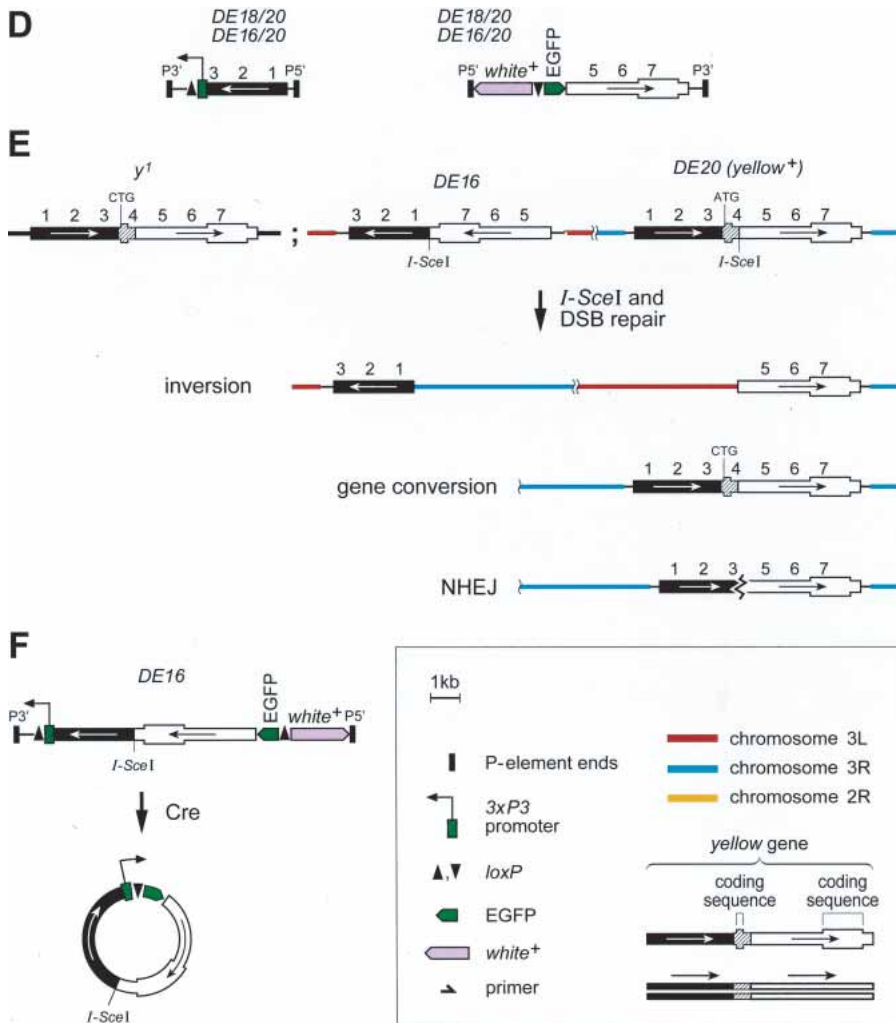 D
DE18/20
DE16/20
P3' 3 2 1 P5'
DE18/20
DE16/20
P5' white+ EGFP 5 6 7 P3'
E
y1
CTG
1 2 3 4 5 6 7
;
DE16
3 2 1 7 6 5
I-SceI
DE20 (yellow+)
ATG
1 2 3 4 5 6 7
I-SceI
I-SceI and
DSB repair
inversion
3 2 1 5 6 7
gene conversion
CTG
1 2 3 4 5 6 7
NHEJ
1 2 3 5 6 7
F
DE16
P3' EGFP white+ P5'
I-SceI
Cre
I-SceI
1kb
P-element ends
3xP3
promoter
loxP
EGFP
white+
primer
chromosome 3L
chromosome 3R
chromosome 2R
yellow gene
coding
sequence
coding
sequence